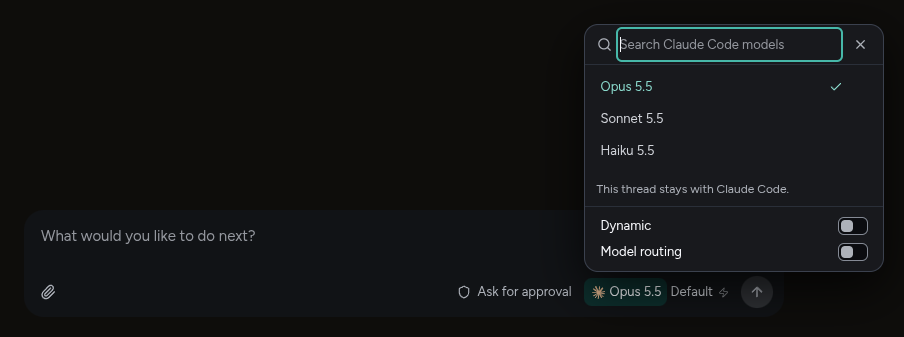 Search Claude Code models
Opus 5.5
Sonnet 5.5
Haiku 5.5
This thread stays with Claude Code.
Dynamic
Model routing
What would you like to do next?
Ask for approval
Opus 5.5
Default